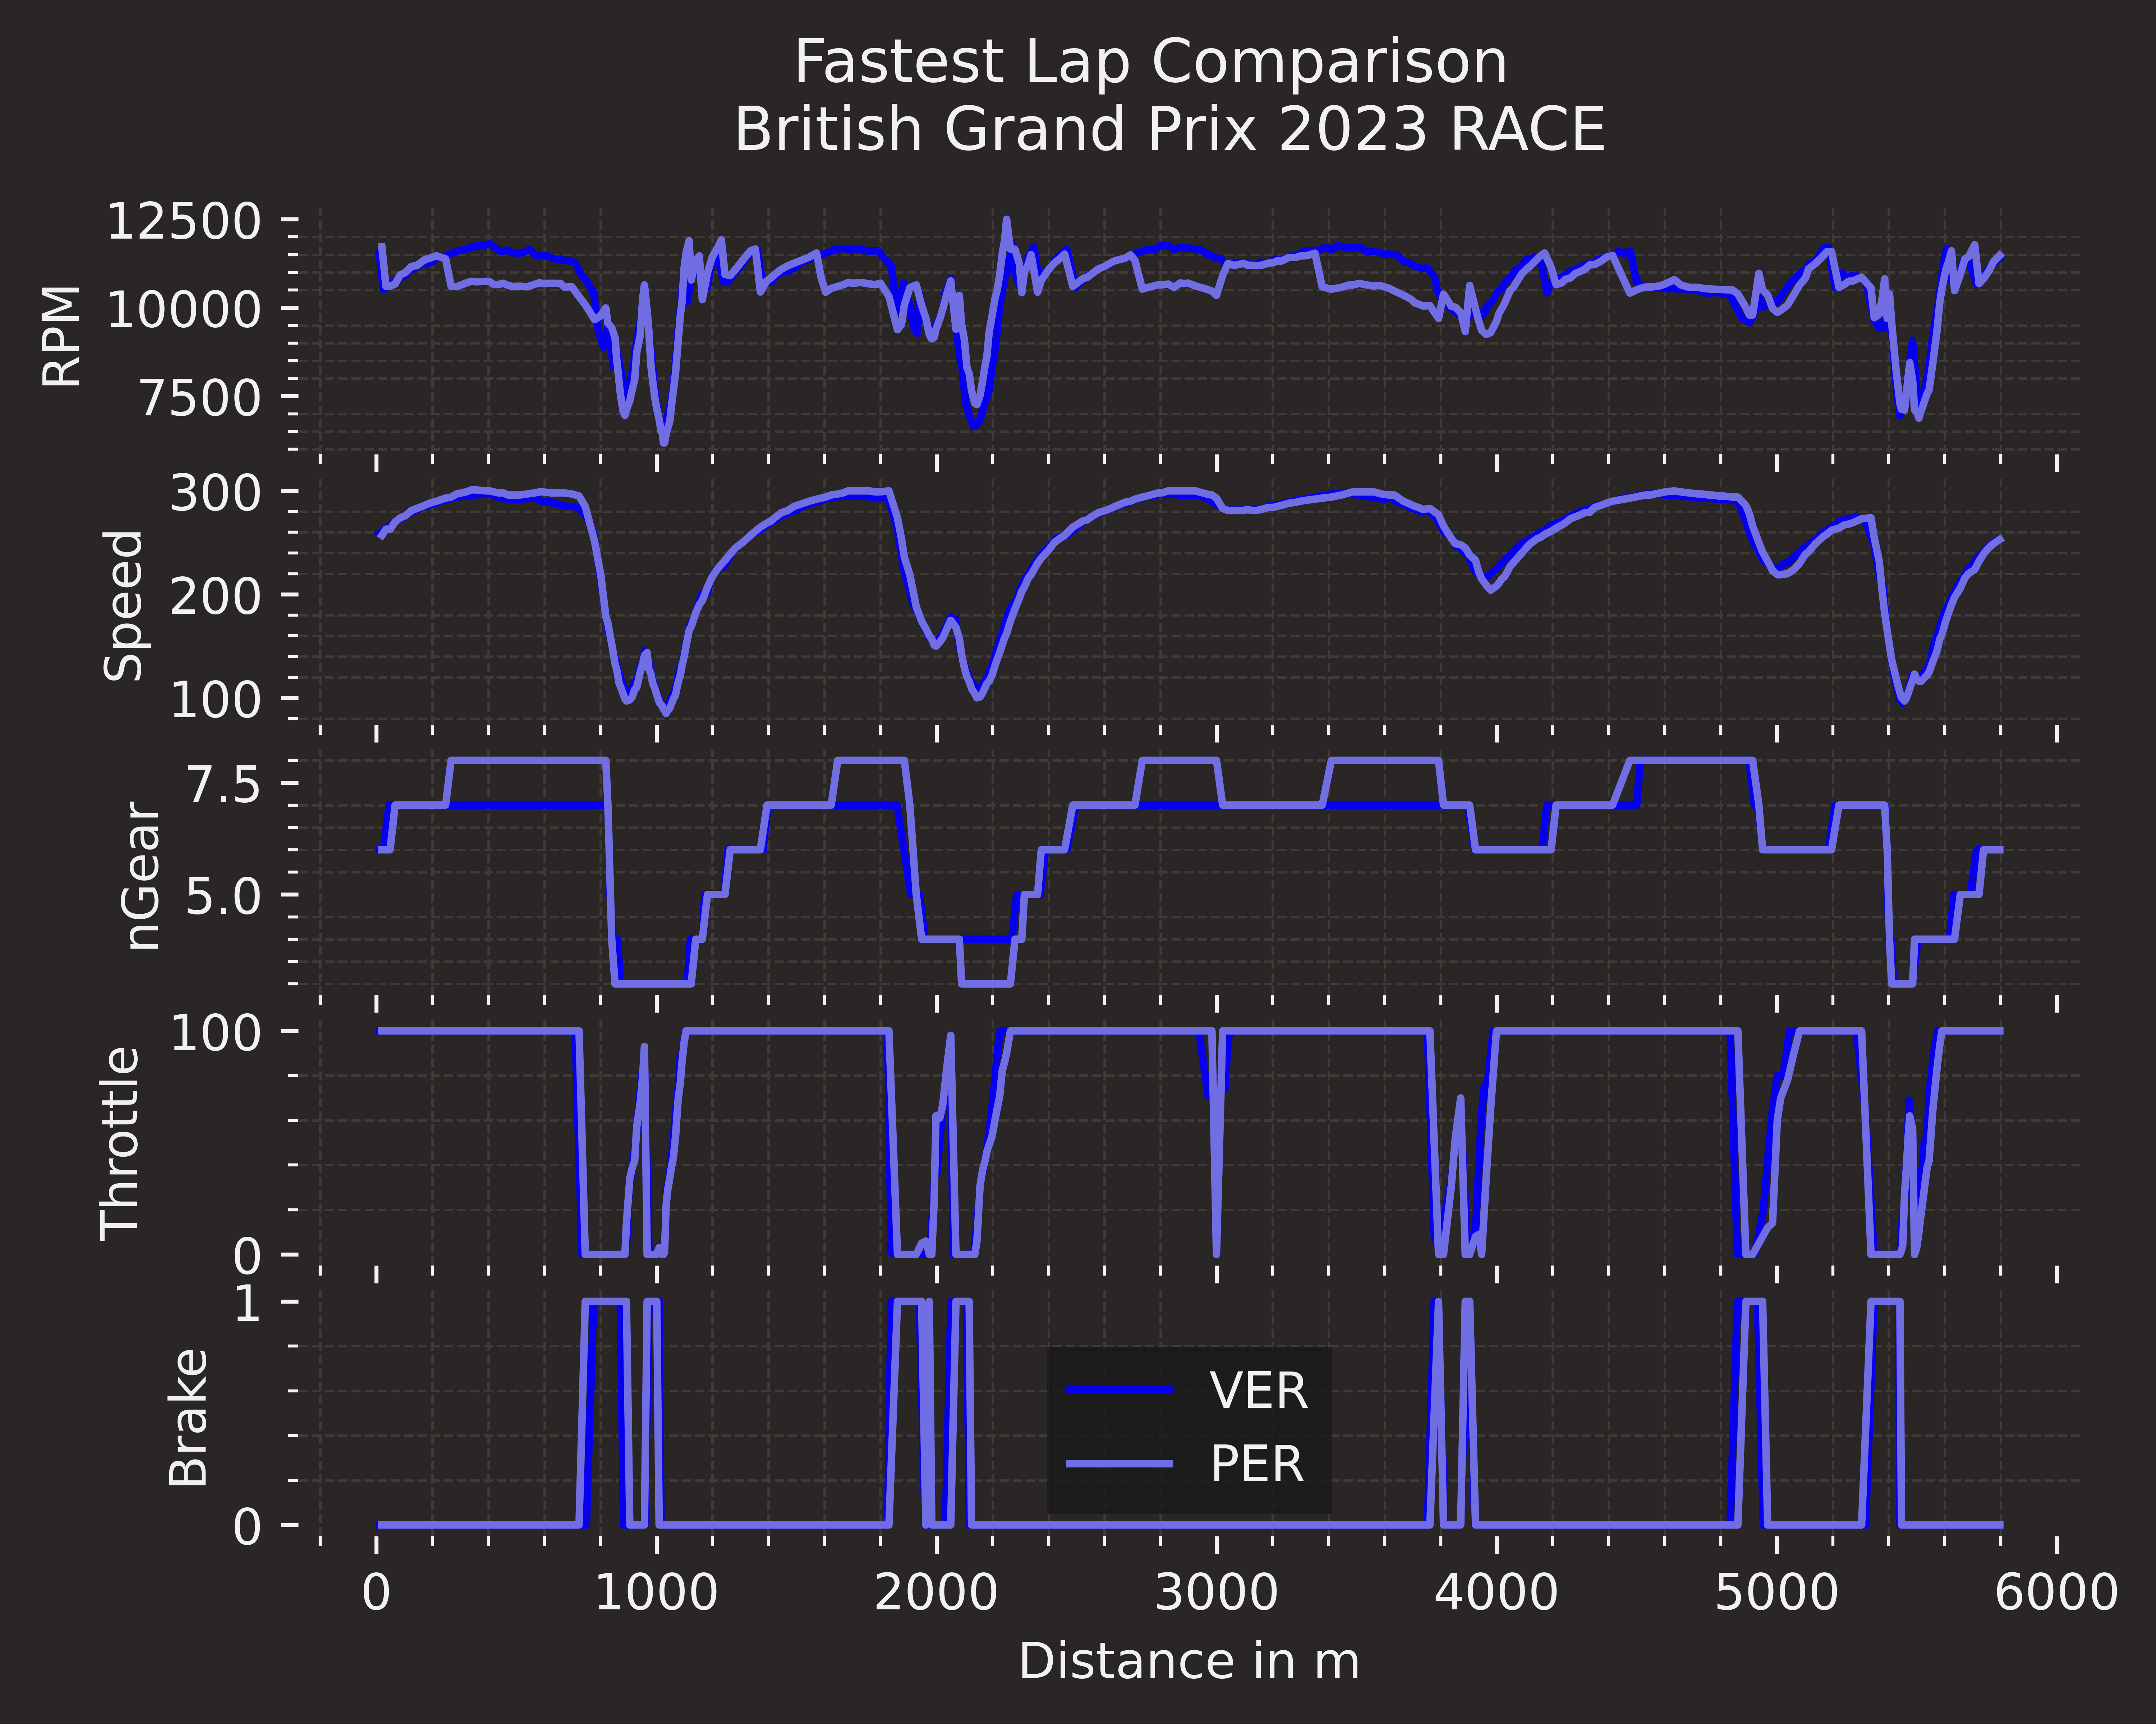 Fastest Lap Comparison
British Grand Prix 2023 RACE
12500
10000
7500
RPM
300
200
100
Speed
7.5
5.0
nGear
100
0
Throttle
1
0
Brake
VER
PER
0 1000 2000 3000 4000 5000 6000
Distance in m